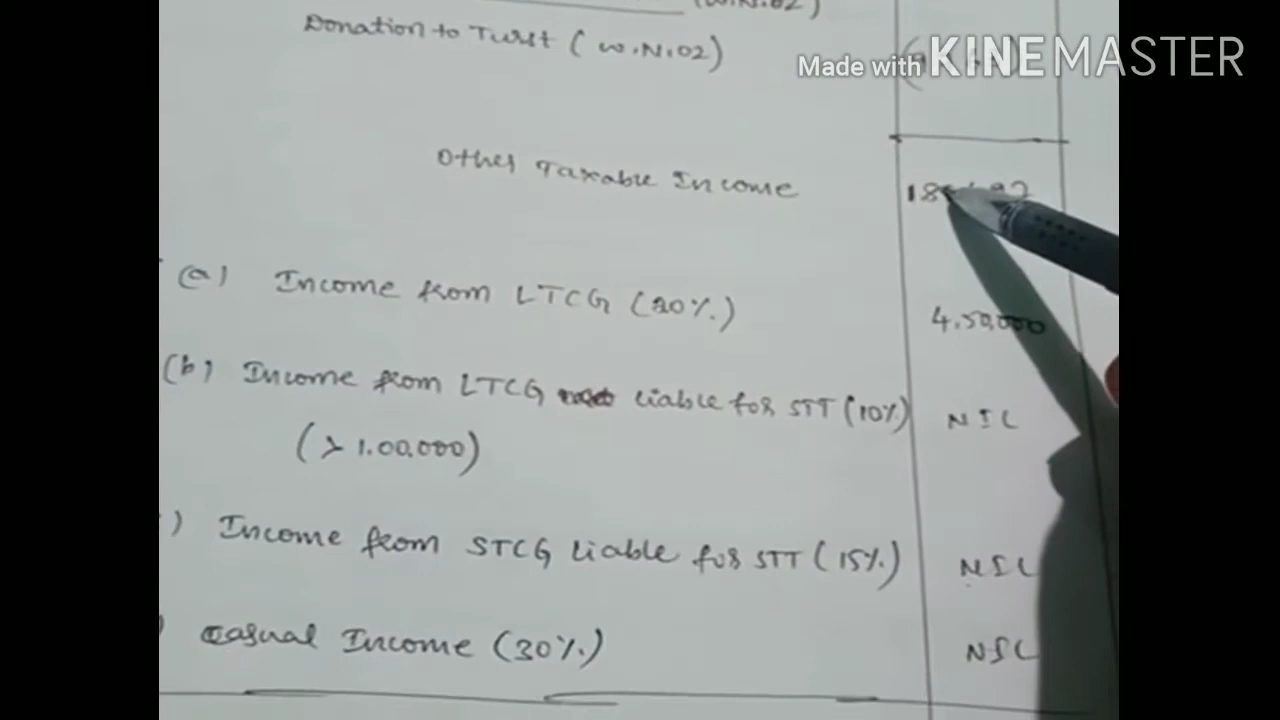 Donation to Turst (W.N.02)
Made with KINEMASTER
Other Taxable Income
(a) Income from LTCG (20%.) 4,50,000
(b) Income from LTCG liable for STT (10%) NIL
(> 1.00.000)
) Income from STCG liable for STT (15%.) NIL
) Casual Income (30%.) NIL